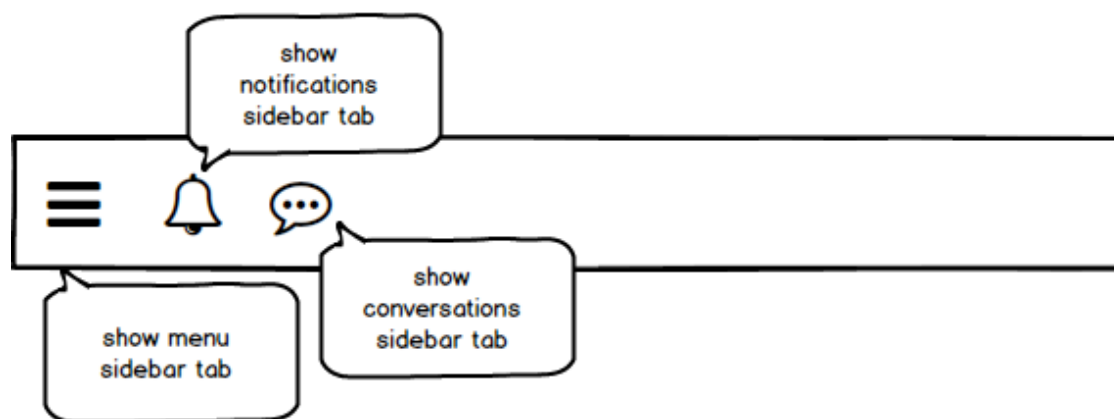 show
notifications
sidebar tab
show
conversations
sidebar tab
show menu
sidebar tab